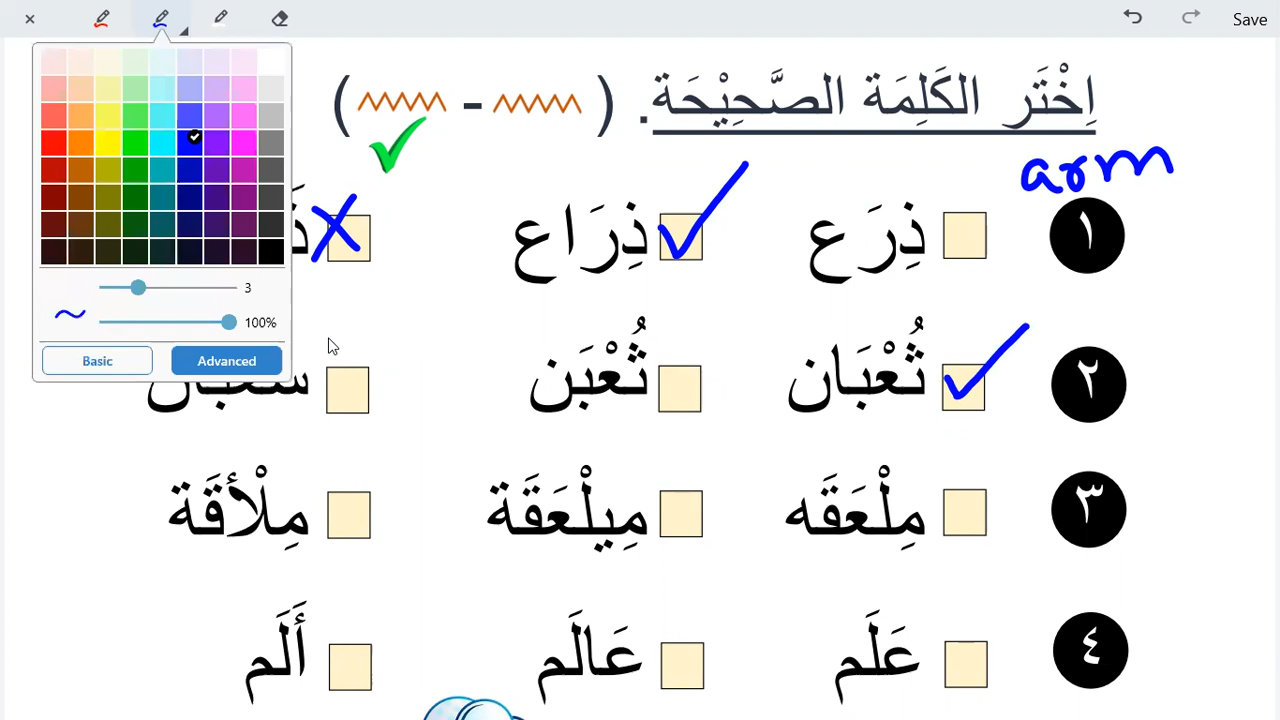 Save
اِخْتَر الكَلِمَة الصَّحِيْحَة. ( - )
arm
١ ذِرَع ذِرَاع
3
100%
Basic Advanced
٢ ثُعْبَان ثُعْبَن
٣ مِلْعَقَه مِيلْعَقَة مِلْأَقَة
٤ عَلَم عَالَم أَلَم